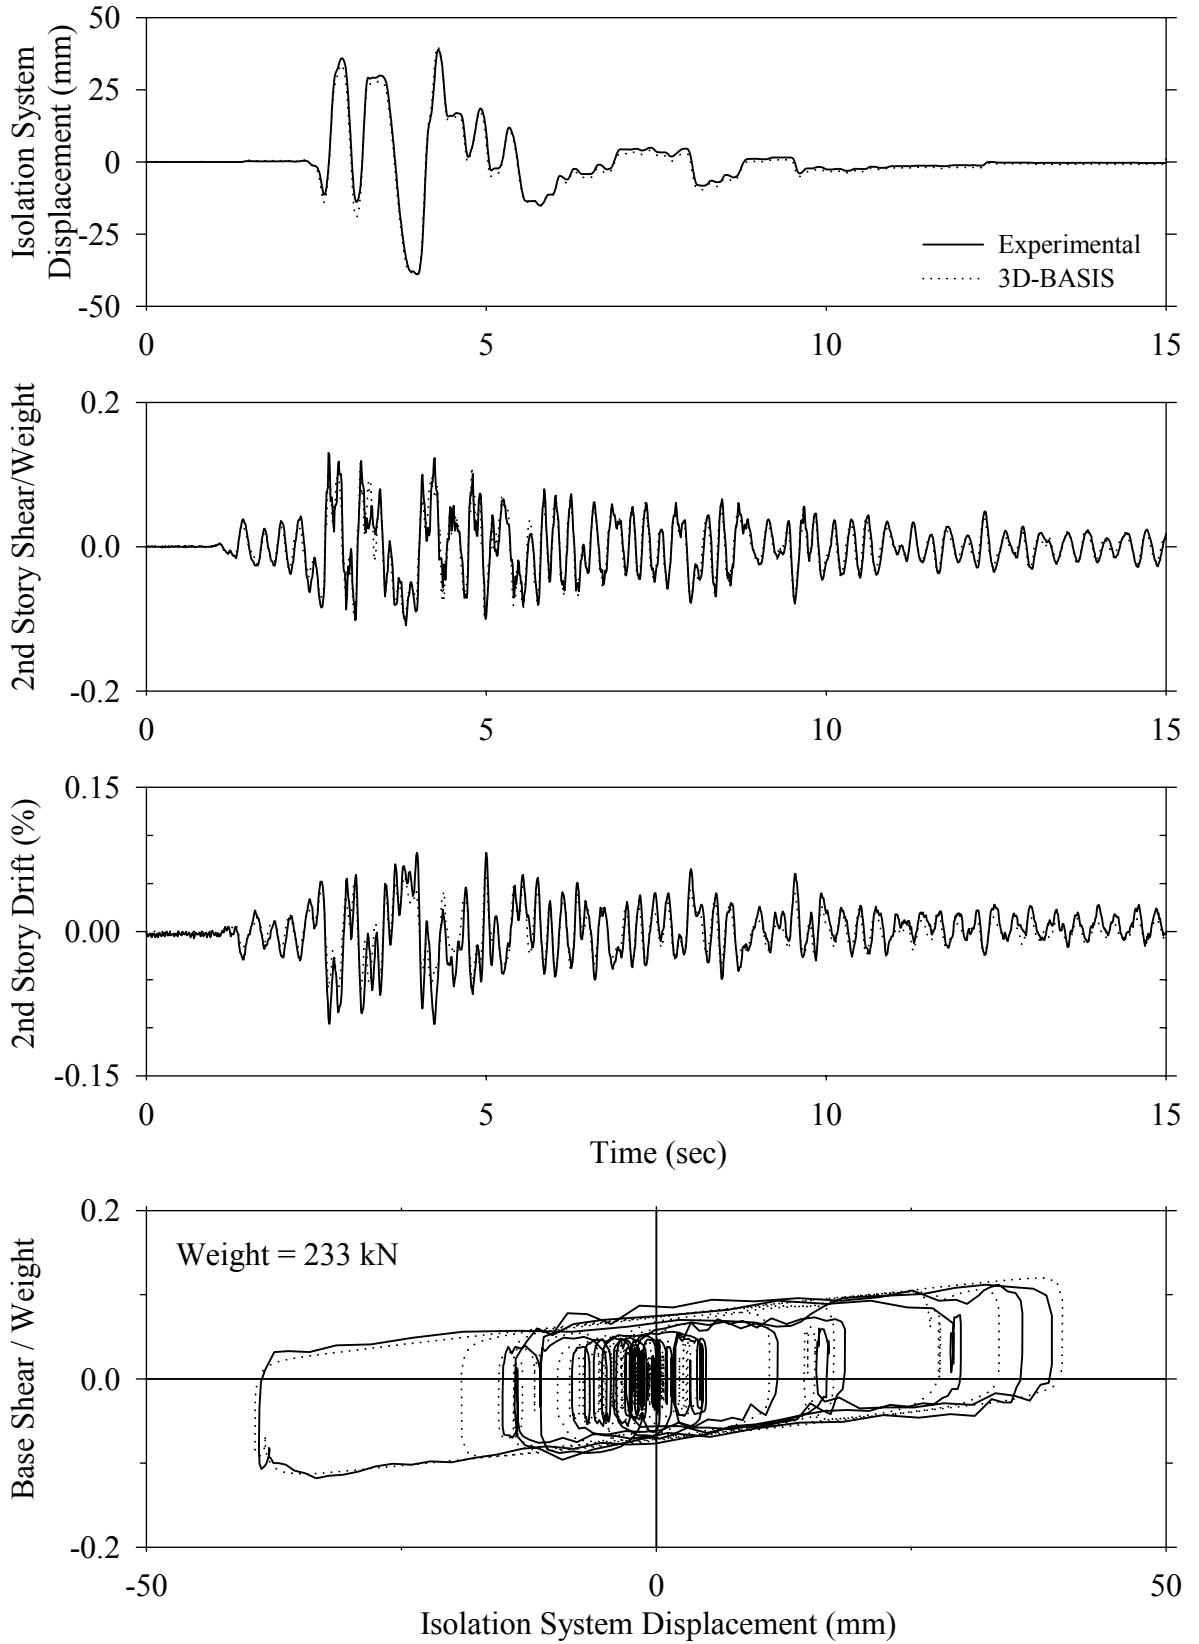 Isolation System
Displacement (mm)
50
25
0
-25
-50
Experimental
3D-BASIS
0 5 10 15
2nd Story Shear/Weight
0.2
0.0
-0.2
0 5 10 15
2nd Story Drift (%)
0.15
0.00
-0.15
0 5 10 15
Time (sec)
Base Shear / Weight
0.2
0.0
-0.2
Weight = 233 kN
-50 0 50
Isolation System Displacement (mm)